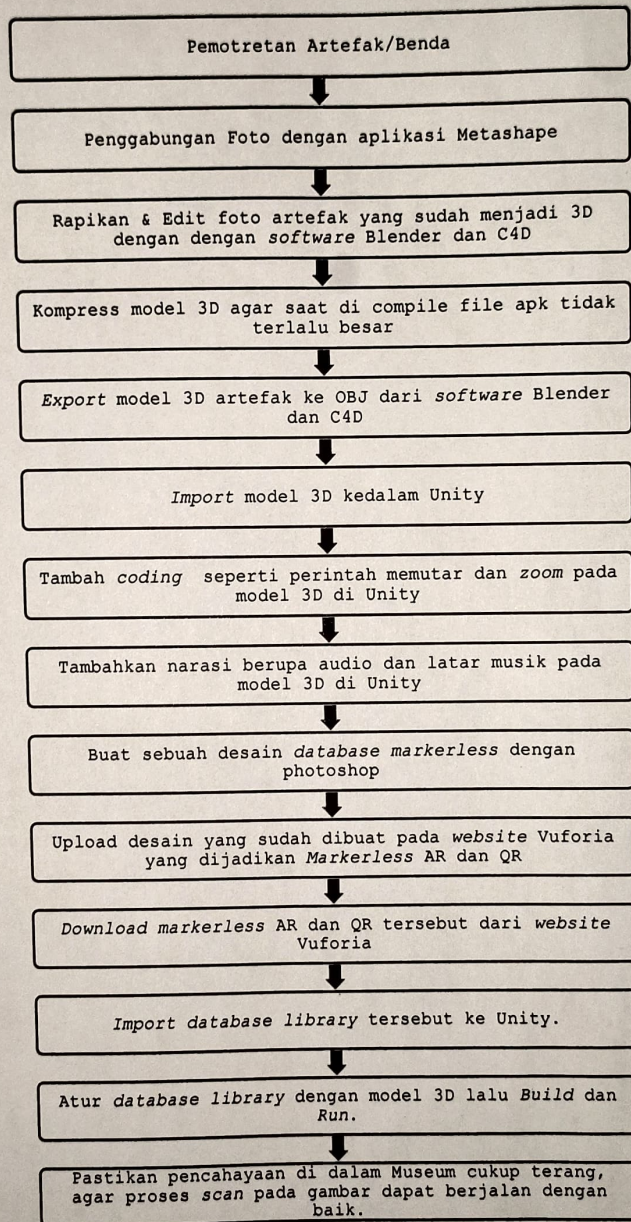 Pemotretan Artefak/Benda
Penggabungan Foto dengan aplikasi Metashape
Rapikan & Edit foto artefak yang sudah menjadi 3D
dengan dengan software Blender dan C4D
Kompress model 3D agar saat di compile file apk tidak
terlalu besar
Export model 3D artefak ke OBJ dari software Blender
dan C4D
Import model 3D kedalam Unity
Tambah coding seperti perintah memutar dan zoom pada
model 3D di Unity
Tambahkan narasi berupa audio dan latar musik pada
model 3D di Unity
Buat sebuah desain database markerless dengan
photoshop
Upload desain yang sudah dibuat pada website Vuforia
yang dijadikan Markerless AR dan QR
Download markerless AR dan QR tersebut dari website
Vuforia
Import database library tersebut ke Unity.
Atur database library dengan model 3D lalu Build dan
Run.
Pastikan pencahayaan di dalam Museum cukup terang,
agar proses scan pada gambar dapat berjalan dengan
baik.